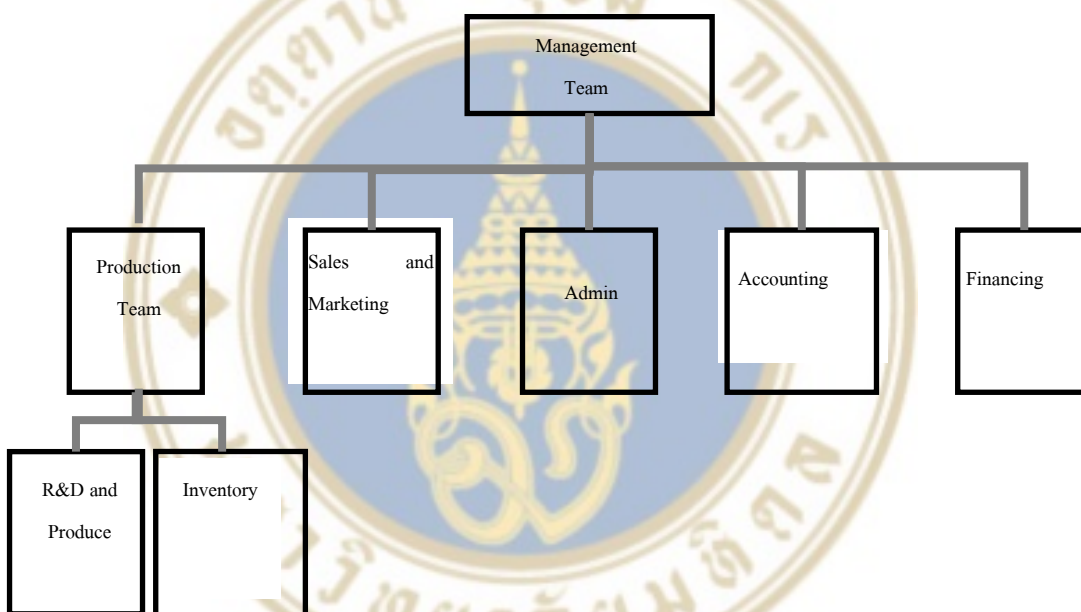 Management
Team
Production
Team
Sales and
Marketing
Admin
Accounting
Financing
R&D and
Produce
Inventory